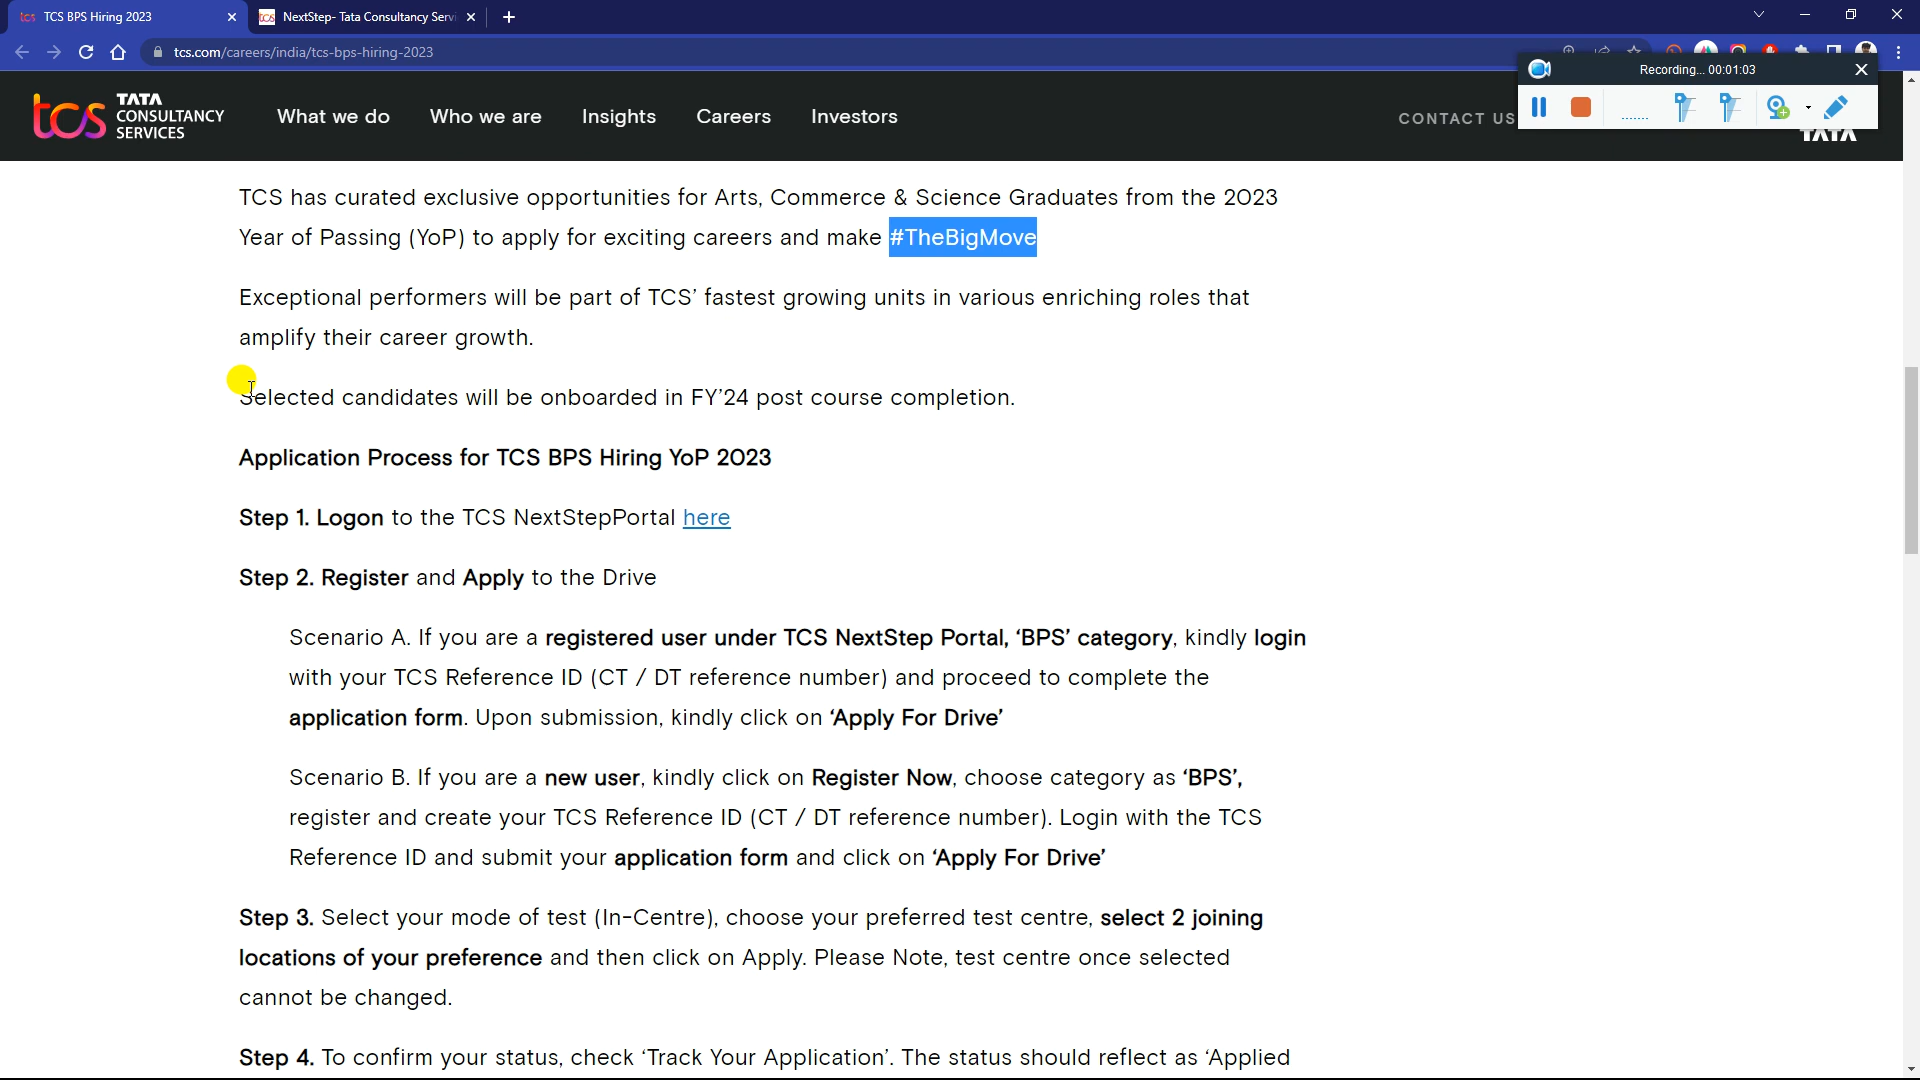 TCS BPS Hiring 2023
NextStep- Tata Consultancy Servi
tcs.com/careers/india/tcs-bps-hiring-2023
Recording... 00:01:03
tcs TATA
CONSULTANCY
SERVICES
What we do
Who we are
Insights
Careers
Investors
CONTACT US
TATA
TCS has curated exclusive opportunities for Arts, Commerce & Science Graduates from the 2023
Year of Passing (YoP) to apply for exciting careers and make #TheBigMove
Exceptional performers will be part of TCS’ fastest growing units in various enriching roles that
amplify their career growth.
Selected candidates will be onboarded in FY’24 post course completion.
Application Process for TCS BPS Hiring YoP 2023
Step 1. Logon to the TCS NextStepPortal here
Step 2. Register and Apply to the Drive
Scenario A. If you are a registered user under TCS NextStep Portal, ‘BPS’ category, kindly login
with your TCS Reference ID (CT / DT reference number) and proceed to complete the
application form. Upon submission, kindly click on ‘Apply For Drive’
Scenario B. If you are a new user, kindly click on Register Now, choose category as ‘BPS’,
register and create your TCS Reference ID (CT / DT reference number). Login with the TCS
Reference ID and submit your application form and click on ‘Apply For Drive’
Step 3. Select your mode of test (In-Centre), choose your preferred test centre, select 2 joining
locations of your preference and then click on Apply. Please Note, test centre once selected
cannot be changed.
Step 4. To confirm your status, check ‘Track Your Application’. The status should reflect as ‘Applied